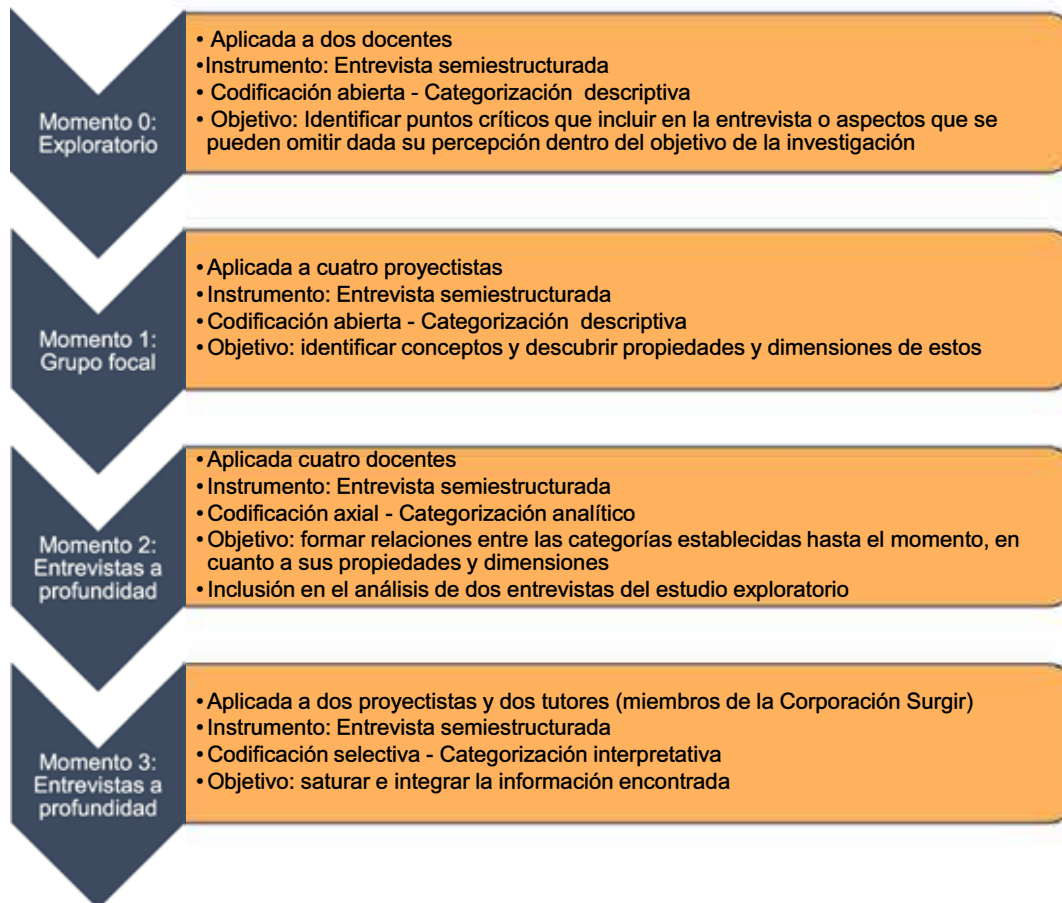 Momento 0:
Exploratorio
• Aplicada a dos docentes
• Instrumento: Entrevista semiestructurada
• Codificación abierta - Categorización descriptiva
• Objetivo: Identificar puntos críticos que incluir en la entrevista o aspectos que se
pueden omitir dada su percepción dentro del objetivo de la investigación
Momento 1:
Grupo focal
• Aplicada a cuatro proyectistas
• Instrumento: Entrevista semiestructurada
• Codificación abierta - Categorización descriptiva
• Objetivo: identificar conceptos y descubrir propiedades y dimensiones de estos
Momento 2:
Entrevistas a
profundidad
• Aplicada cuatro docentes
• Instrumento: Entrevista semiestructurada
• Codificación axial - Categorización analítico
• Objetivo: formar relaciones entre las categorías establecidas hasta el momento, en
cuanto a sus propiedades y dimensiones
• Inclusión en el análisis de dos entrevistas del estudio exploratorio
Momento 3:
Entrevistas a
profundidad
• Aplicada a dos proyectistas y dos tutores (miembros de la Corporación Surgir)
• Instrumento: Entrevista semiestructurada
• Codificación selectiva - Categorización interpretativa
• Objetivo: saturar e integrar la información encontrada